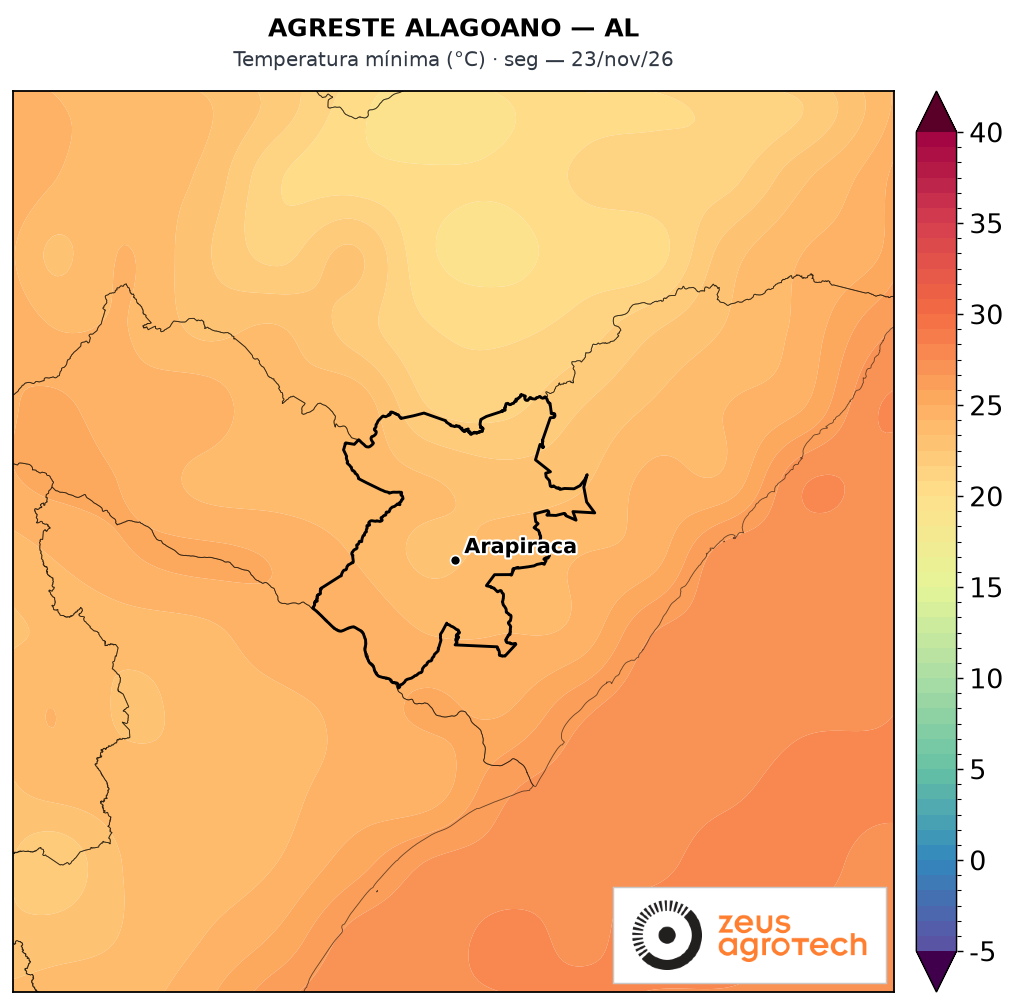 AGRESTE ALAGOANO — AL
Temperatura mínima (°C) · seg — 23/nov/26
Arapiraca
40
35
30
25
20
15
10
5
0
-5
zeus
agrotech